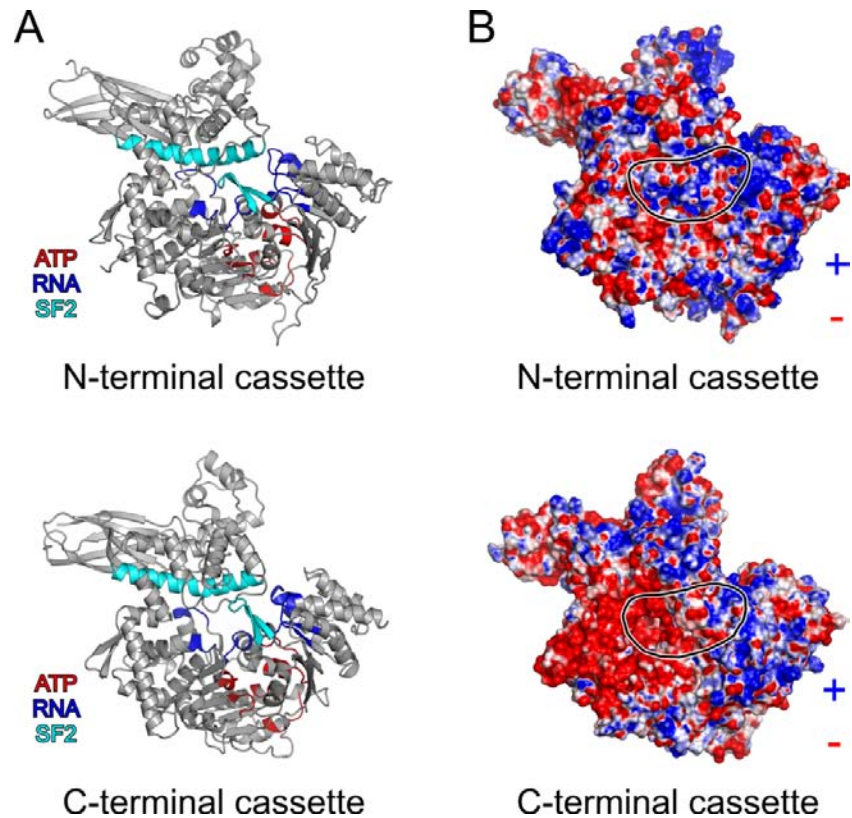 A
B
ATP
RNA
SF2
+
-
N-terminal cassette
N-terminal cassette
ATP
RNA
SF2
+
-
C-terminal cassette
C-terminal cassette